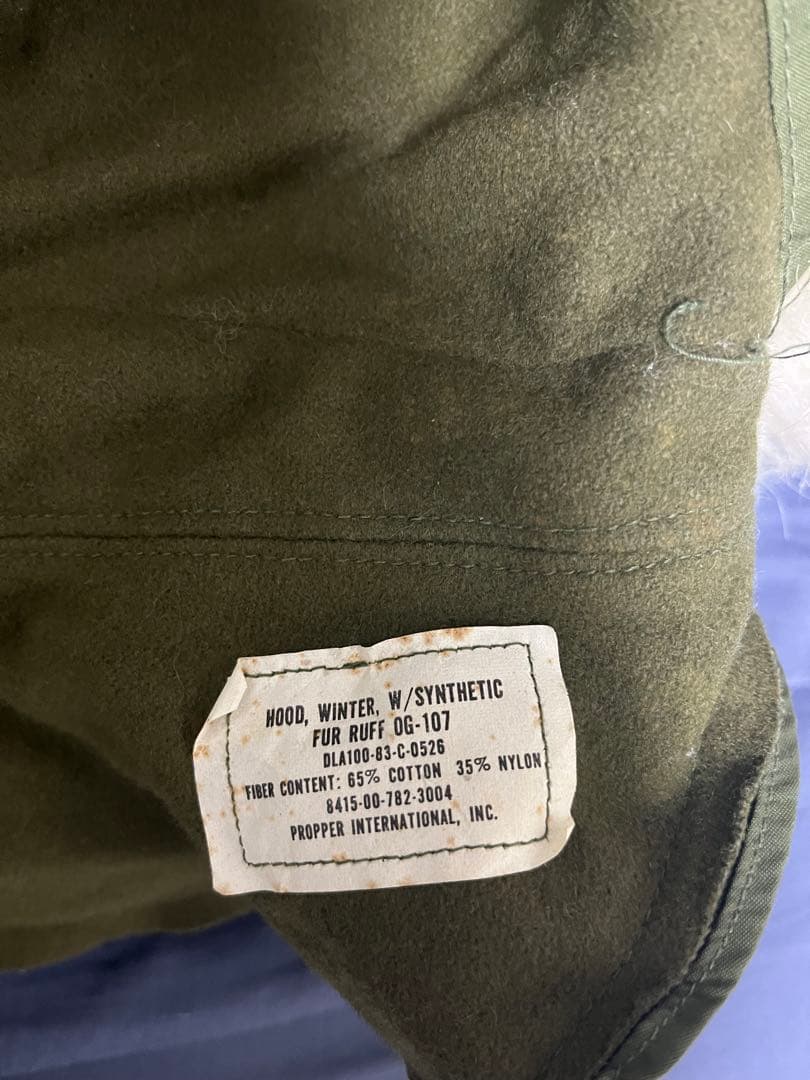 HOOD, WINTER, W/SYNTHETIC
FUR RUFF OG-107
DLA100-83-C-0526
FIBER CONTENT: 65% COTTON 35% NYLON
8415-00-782-3004
PROPPER INTERNATIONAL, INC.